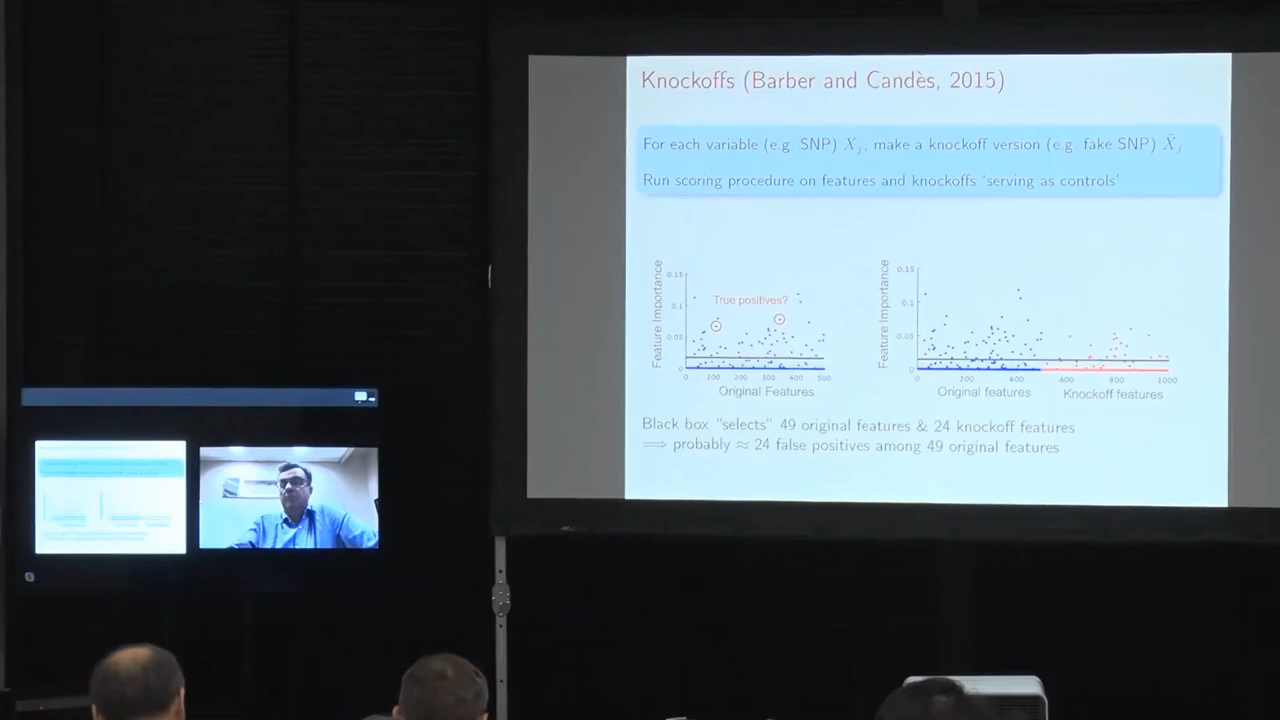 Knockoffs (Barber and Candès, 2015)
For each variable (e.g. SNP) Xⱼ, make a knockoff version (e.g. fake SNP) X̃ⱼ
Run scoring procedure on features and knockoffs 'serving as controls'
Feature Importance
0.15
0.1
0.05
0
True positives?
0 100 200 300 400 500
Original Features
Feature Importance
0.15
0.1
0.05
0
0 200 400 600 800 1000
Original features Knockoff features
Black box "selects" 49 original features & 24 knockoff features
⟹ probably ≈ 24 false positives among 49 original features